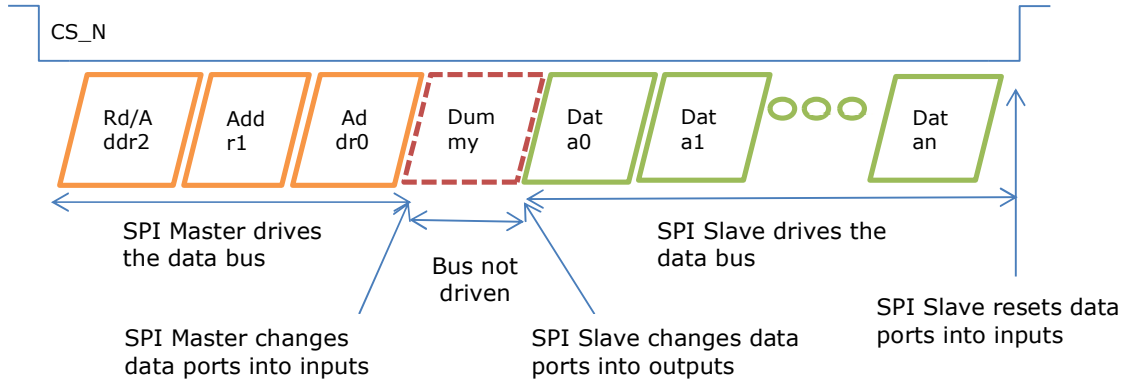 CS_N
Rd/A
ddr2
Add
r1
Ad
dr0
Dum
my
Dat
a0
Dat
a1
Dat
an
SPI Master drives
the data bus
Bus not
driven
SPI Slave drives the
data bus
SPI Master changes
data ports into inputs
SPI Slave changes data
ports into outputs
SPI Slave resets data
ports into inputs